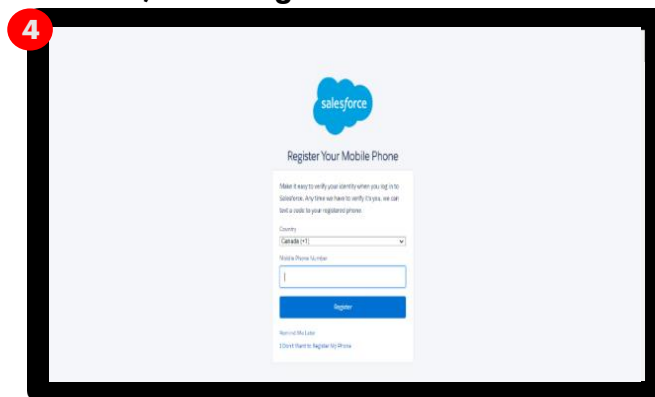 4
salesforce
Register Your Mobile Phone
Make it easy to verify your identity when you log in to
Salesforce. Any time we have to verify it's you, we can
text a code to your registered phone.
Country
Canada (+1)
Mobile Phone Number
Register
Remind Me Later
I Don't Want to Register My Phone